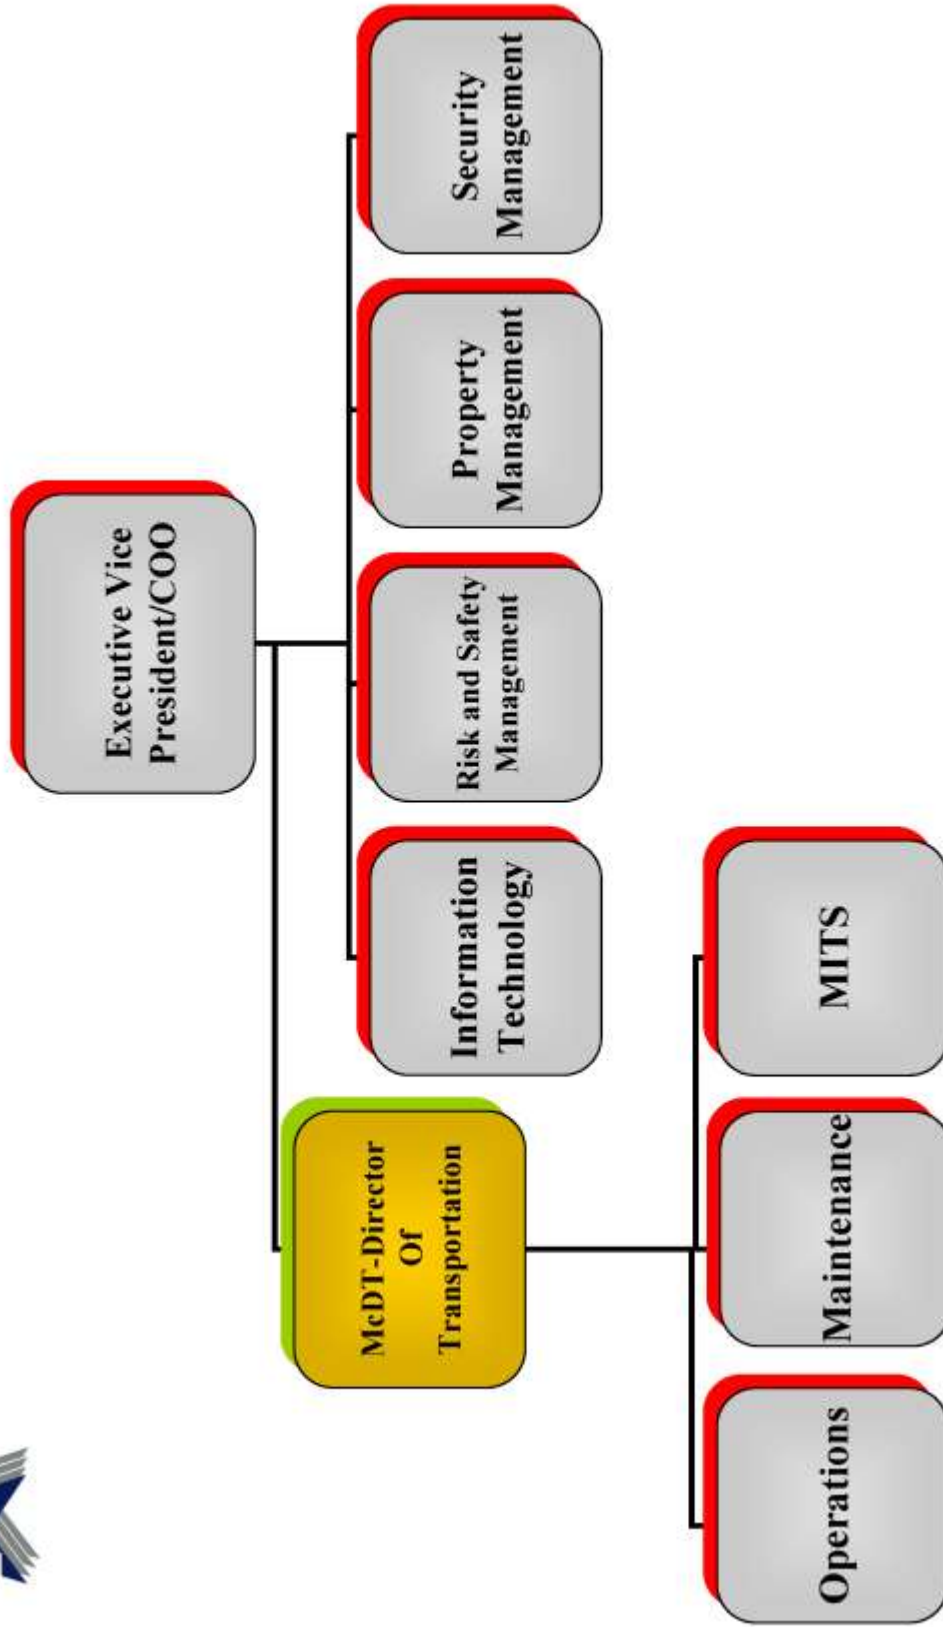 Executive Vice
President/COO
McDT-Director
Of
Transportation
Information
Technology
Risk and Safety
Management
Property
Management
Security
Management
Operations
Maintenance
MITS